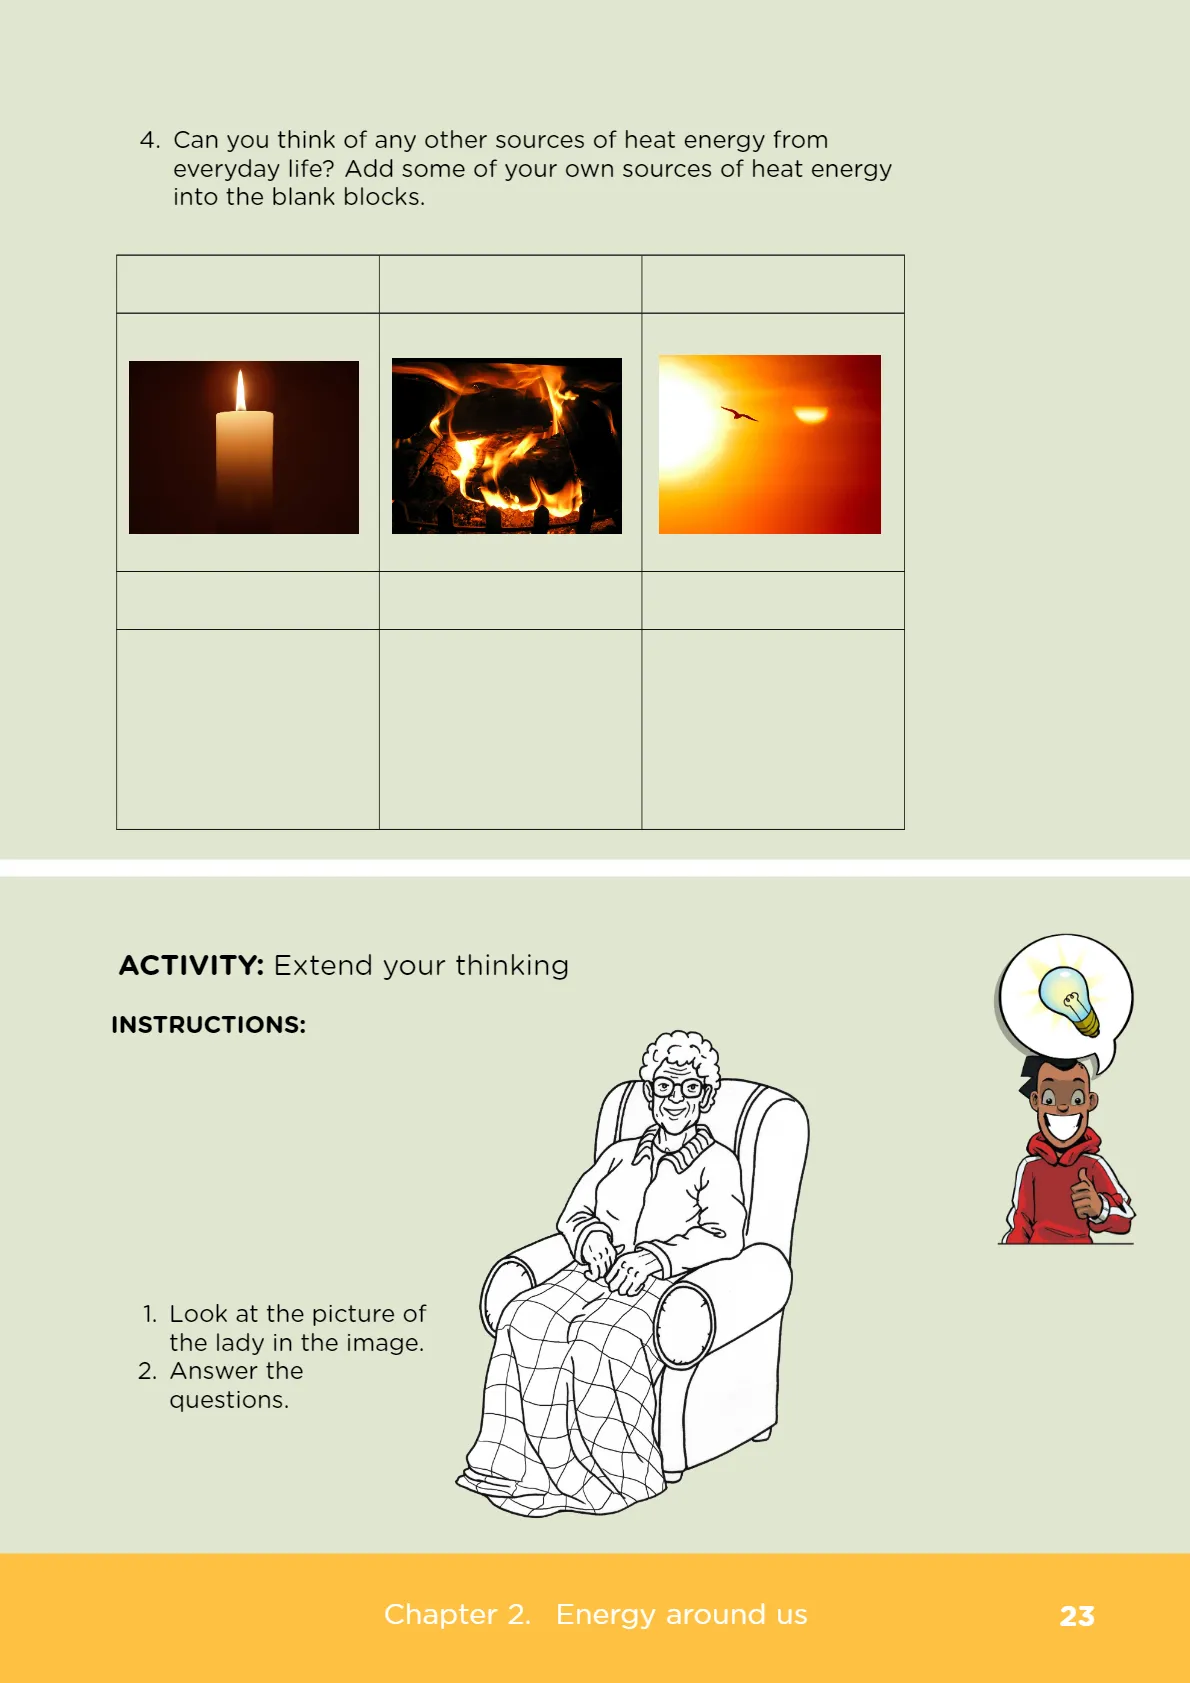 4. Can you think of any other sources of heat energy from
everyday life? Add some of your own sources of heat energy
into the blank blocks.
ACTIVITY: Extend your thinking
INSTRUCTIONS:
1. Look at the picture of
the lady in the image.
2. Answer the
questions.
Chapter 2. Energy around us
23